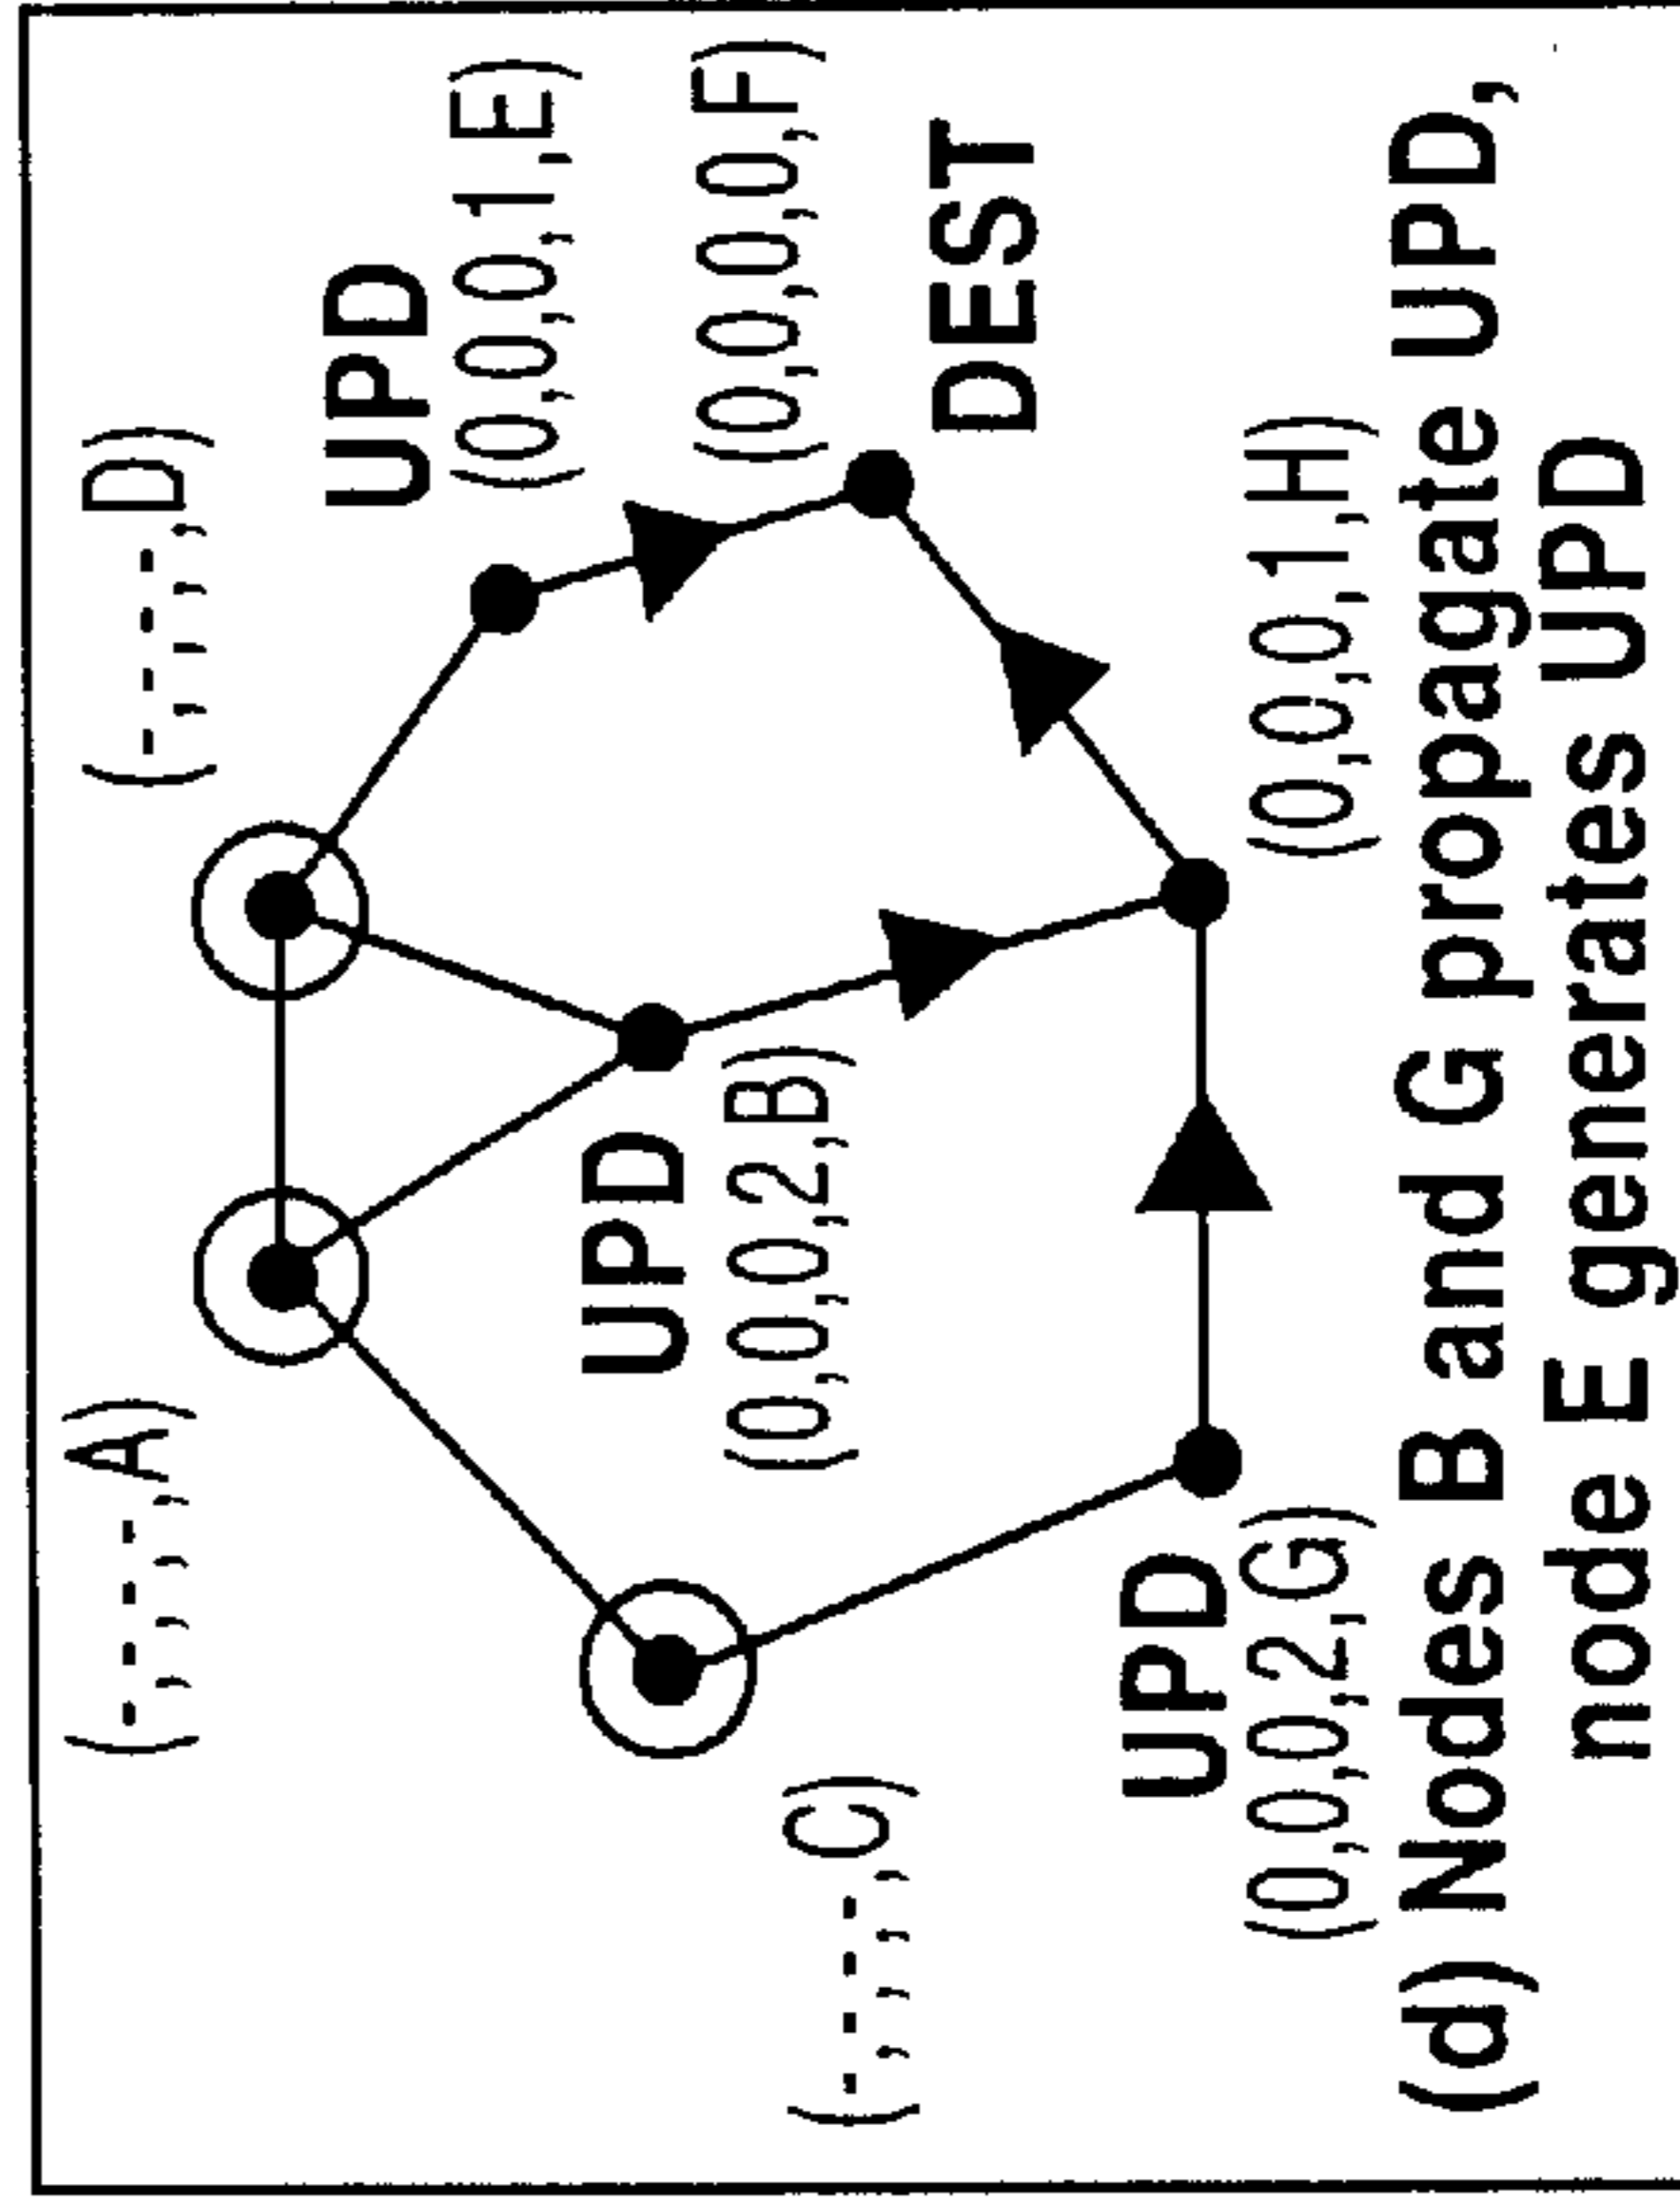 (-,-,-,-,A)
(-,-,-,-,D)
UPD
(0,0,0,1,E)
UPD
(0,0,0,2,B)
(0,0,0,0,F)
DEST
(-,-,-,-,C)
UPD
(0,0,0,2,G)
(0,0,0,1,H)
(d) Nodes B and G propagate UPD,
node E generates UPD